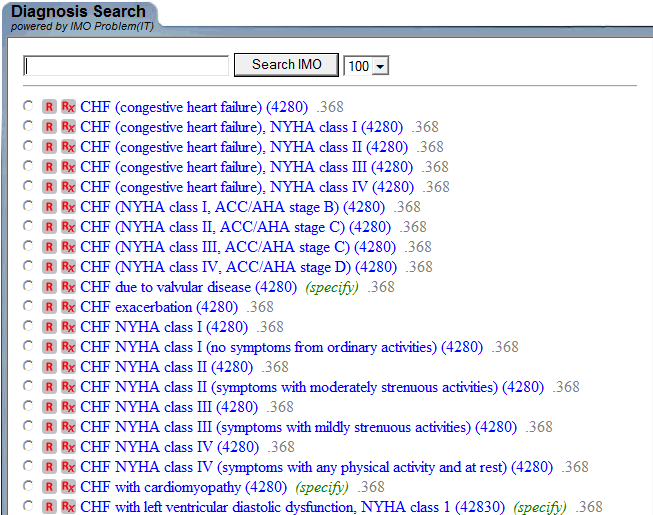 Diagnosis Search
powered by IMO Problem(IT)
Search IMO 100
R Rx CHF (congestive heart failure) (4280) .368
R Rx CHF (congestive heart failure), NYHA class I (4280) .368
R Rx CHF (congestive heart failure), NYHA class II (4280) .368
R Rx CHF (congestive heart failure), NYHA class III (4280) .368
R Rx CHF (congestive heart failure), NYHA class IV (4280) .368
R Rx CHF (NYHA class I, ACC/AHA stage B) (4280) .368
R Rx CHF (NYHA class II, ACC/AHA stage C) (4280) .368
R Rx CHF (NYHA class III, ACC/AHA stage C) (4280) .368
R Rx CHF (NYHA class IV, ACC/AHA stage D) (4280) .368
R Rx CHF due to valvular disease (4280) (specify) .368
R Rx CHF exacerbation (4280) .368
R Rx CHF NYHA class I (4280) .368
R Rx CHF NYHA class I (no symptoms from ordinary activities) (4280) .368
R Rx CHF NYHA class II (4280) .368
R Rx CHF NYHA class II (symptoms with moderately strenuous activities) (4280) .368
R Rx CHF NYHA class III (4280) .368
R Rx CHF NYHA class III (symptoms with mildly strenuous activities) (4280) .368
R Rx CHF NYHA class IV (4280) .368
R Rx CHF NYHA class IV (symptoms with any physical activity and at rest) (4280) .368
R Rx CHF with cardiomyopathy (4280) (specify) .368
R Rx CHF with left ventricular diastolic dysfunction, NYHA class 1 (42830) (specify) .368